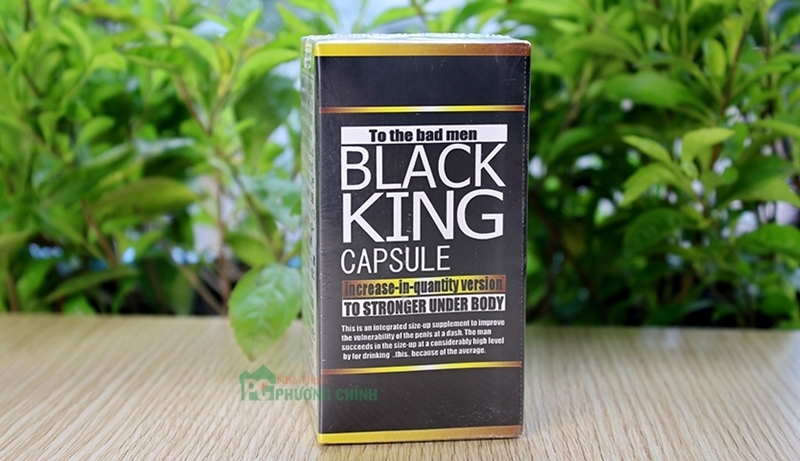 To the bad men
BLACK
KING
CAPSULE
increase-in-quantity version
TO STRONGER UNDER BODY
This is an integrated size-up supplement to improve
the vulnerability of the penis at a dash. The man
succeeds in the size-up at a considerably high level
by for drinking ..this.. because of the average.
PHƯƠNG CHÍNH